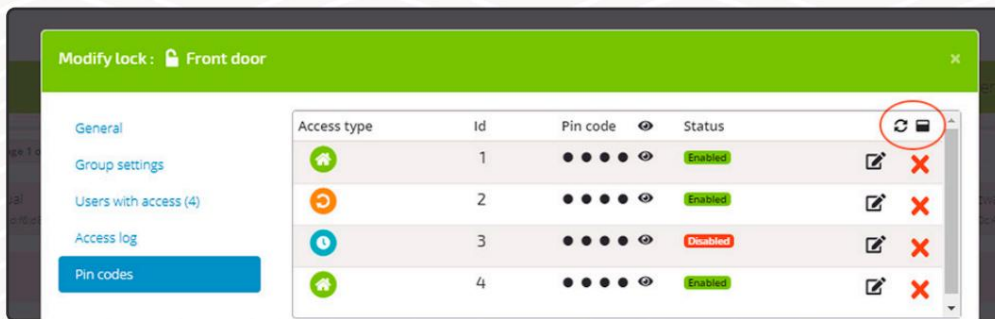 Modify lock : Front door ×
General
Group settings
Users with access (4)
Access log
Pin codes
Access type Id Pin code Status
1 ●●●● Enabled
2 ●●●● Enabled
3 ●●●● Disabled
4 ●●●● Enabled